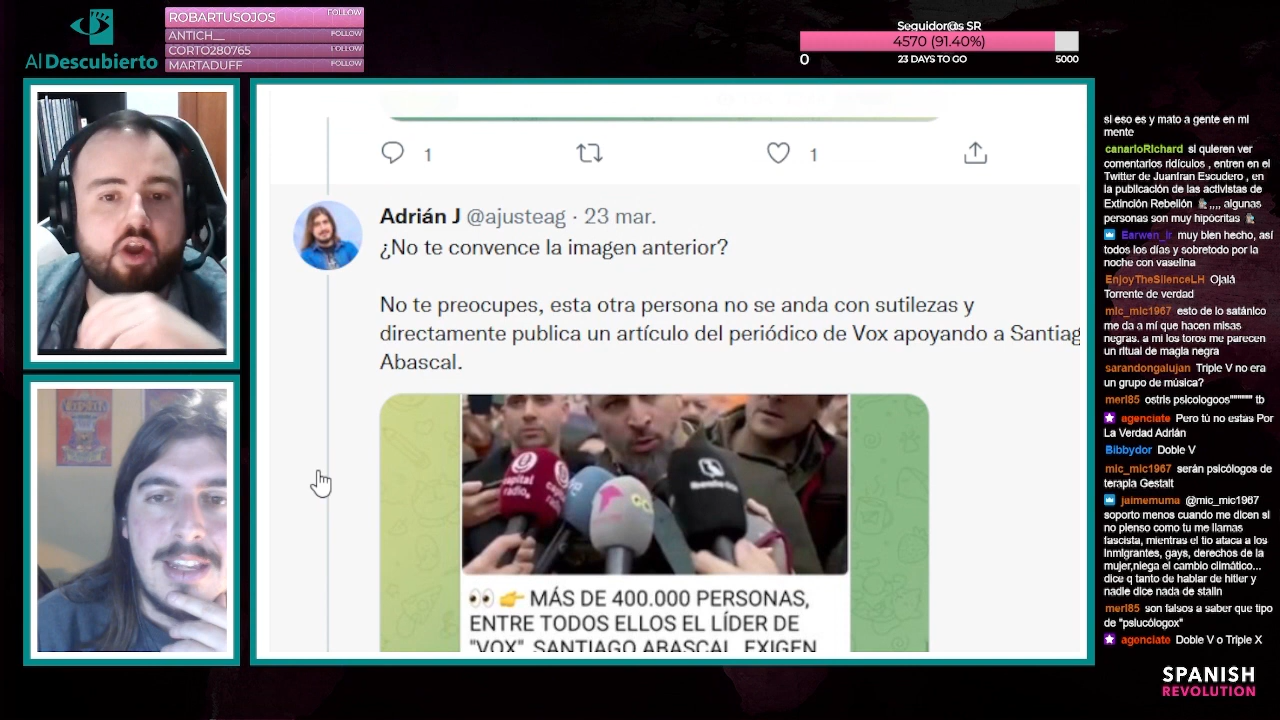 Al Descubierto
ROBARTUSOJOS FOLLOW
ANTICH__ FOLLOW
CORTO280765 FOLLOW
MARTADUFF FOLLOW
Seguidor@s SR
4570 (91.40%)
0 23 DAYS TO GO 5000
1 1
Adrián J @ajusteag · 23 mar.
¿No te convence la imagen anterior?
No te preocupes, esta otra persona no se anda con sutilezas y
directamente publica un artículo del periódico de Vox apoyando a Santiag
Abascal.
capital
radio
👀 👉 MÁS DE 400.000 PERSONAS,
ENTRE TODOS ELLOS EL LÍDER DE
"VOX", SANTIAGO ABASCAL, EXIGEN
si eso es y mato a gente en mi
mente
canarioRichard si quieren ver
comentarios ridículos , entren en el
Twitter de Juanfran Escudero , en
la publicación de las activistas de
Extinción Rebelión ,,,, algunas
personas son muy hipócritas
Earwen_ir muy bien hecho, así
todos los días y sobretodo por la
noche con vaselina
EnjoyTheSilenceLH Ojalá
Torrente de verdad
mic_mic1967 esto de lo satánico
me da a mí que hacen misas
negras. a mi los toros me parecen
un ritual de magia negra
sarandongalujan Triple V no era
un grupo de música?
merl85 ostris psicologoos"""""" tb
agenciate Pero tú no estas Por
La Verdad Adrián
Bibbydor Doble V
mic_mic1967 serán psicólogos de
terapia Gestalt
jaimemuma @mic_mic1967
soporto menos cuando me dicen si
no pienso como tu me llamas
fascista, mientras el tio ataca a los
inmigrantes, gays, derechos de la
mujer,niega el cambio climático...
dice q tanto de hablar de hitler y
nadie dice nada de stalin
merl85 son falsos a saber que tipo
de "psiucólogox"
agenciate Doble V o Triple X
SPANISH
REVOLUTION